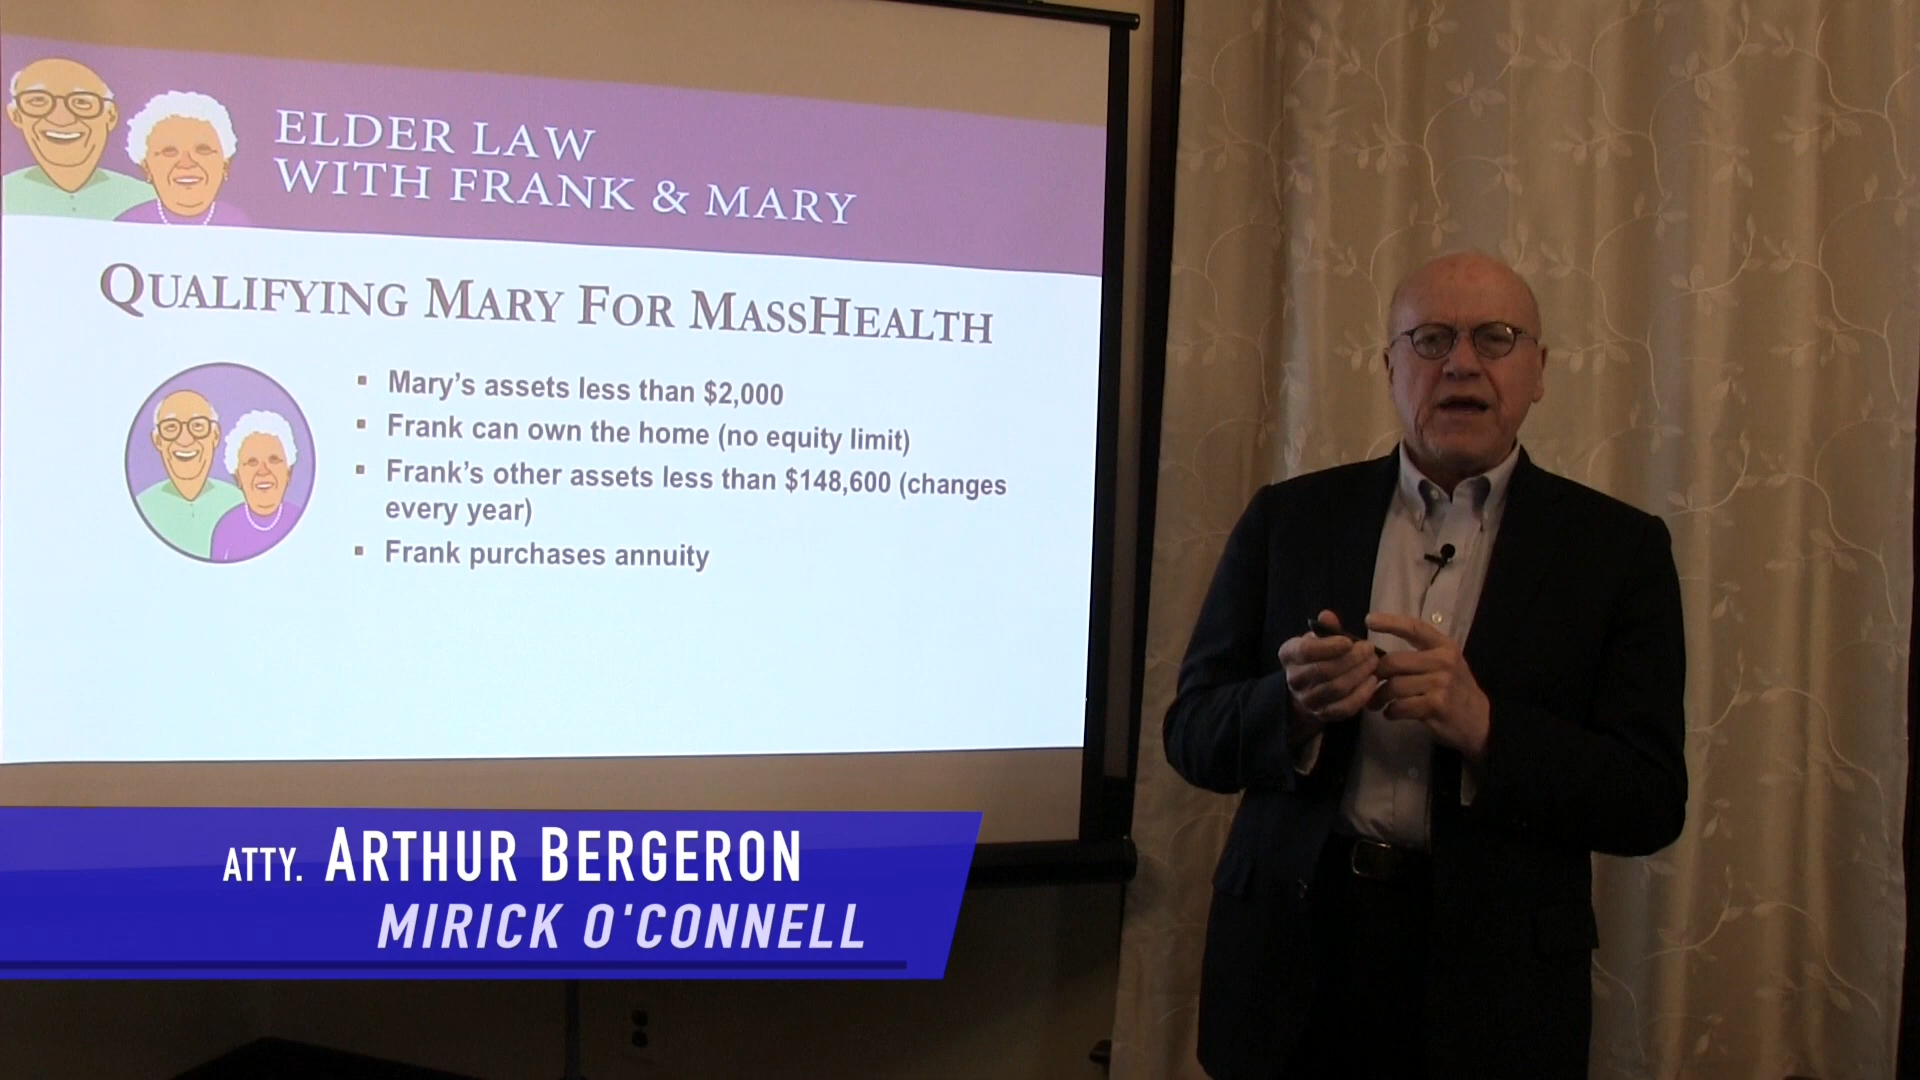 ELDER LAW
WITH FRANK & MARY
QUALIFYING MARY FOR MASSHEALTH
▪ Mary's assets less than $2,000
▪ Frank can own the home (no equity limit)
▪ Frank's other assets less than $148,600 (changes
every year)
▪ Frank purchases annuity
ATTY. ARTHUR BERGERON
MIRICK O'CONNELL